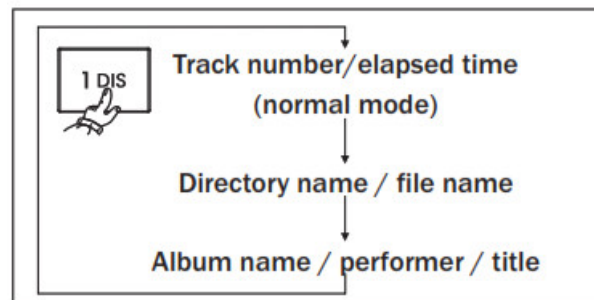 1 DIS
Track number/elapsed time
(normal mode)
Directory name / file name
Album name / performer / title